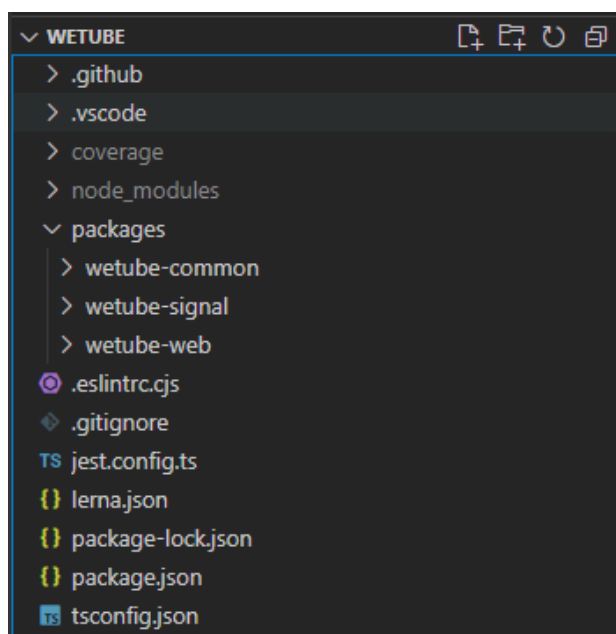 WETUBE
.github
.vscode
coverage
node_modules
packages
wetube-common
wetube-signal
wetube-web
.eslintrc.cjs
.gitignore
TS jest.config.ts
{} lerna.json
{} package-lock.json
{} package.json
TS tsconfig.json